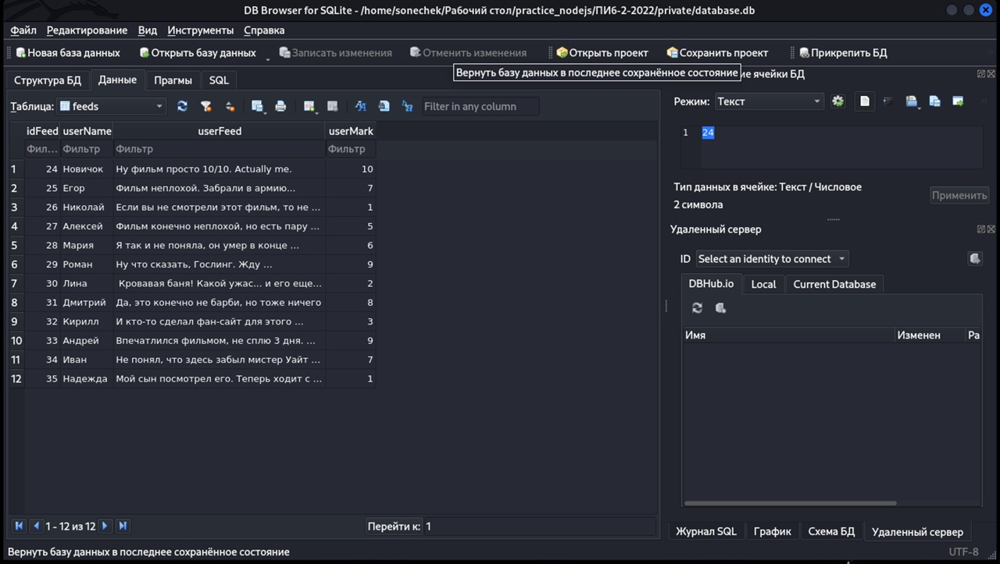 DB Browser for SQLite - /home/sonechek/Рабочий стол/practice_nodejs/ПИ6-2-2022/private/database.db
Файл Редактирование Вид Инструменты Справка
Новая база данных Открыть базу данных Записать изменения Отменить изменения Открыть проект Сохранить проект Прикрепить БД
Структура БД Данные Прагмы SQL
Вернуть базу данных в последнее сохранённое состояние
ие ячейки БД
Таблица: feeds Filter in any column
Режим: Текст
idFeed userName userFeed userMark
Фил... Фильтр Фильтр Фильтр
1 24 Новичок Ну фильм просто 10/10. Actually me. 10
2 25 Егор Фильм неплохой. Забрали в армию... 7
3 26 Николай Если вы не смотрели этот фильм, то не ... 1
4 27 Алексей Фильм конечно неплохой, но есть пару ... 5
5 28 Мария Я так и не поняла, он умер в конце ... 6
6 29 Роман Ну что сказать, Гослинг. Жду ... 9
7 30 Лина Кровавая баня! Какой ужас... и его еще... 2
8 31 Дмитрий Да, это конечно не барби, но тоже ничего 8
9 32 Кирилл И кто-то сделал фан-сайт для этого ... 3
10 33 Андрей Впечатлился фильмом, не сплю 3 дня. ... 9
11 34 Иван Не понял, что здесь забыл мистер Уайт ... 7
12 35 Надежда Мой сын посмотрел его. Теперь ходит с ... 1
1 - 12 из 12 Перейти к: 1
1 24
Тип данных в ячейке: Текст / Числовое
2 символа
Применить
Удаленный сервер
ID Select an identity to connect
DBHub.io Local Current Database
Имя Изменен Ра
Журнал SQL График Схема БД Удаленный сервер
Вернуть базу данных в последнее сохранённое состояние
UTF-8